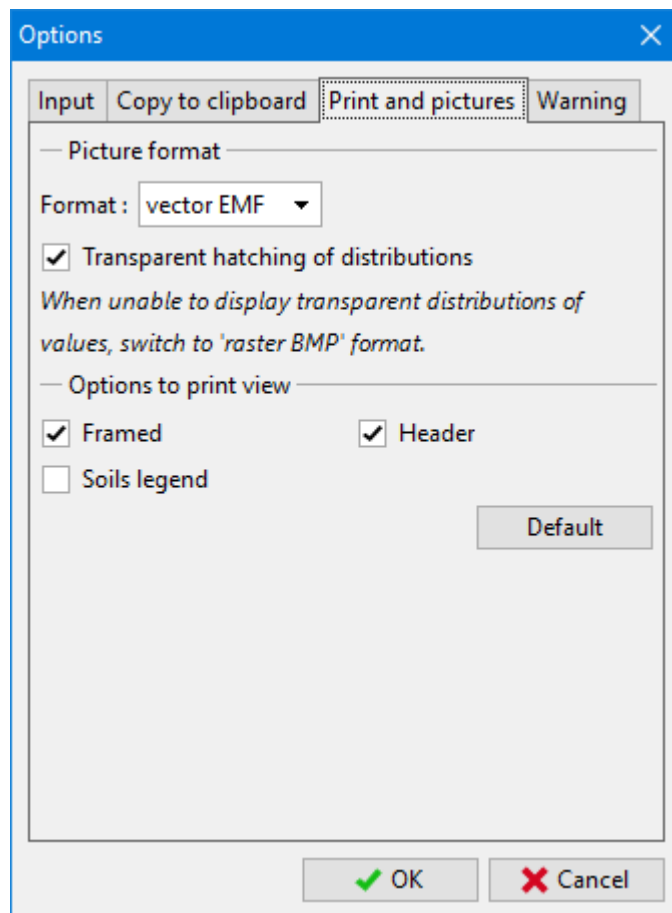 Options
Input Copy to clipboard Print and pictures Warning
Picture format
Format : vector EMF
Transparent hatching of distributions
When unable to display transparent distributions of
values, switch to 'raster BMP' format.
Options to print view
Framed Header
Soils legend
Default
OK Cancel